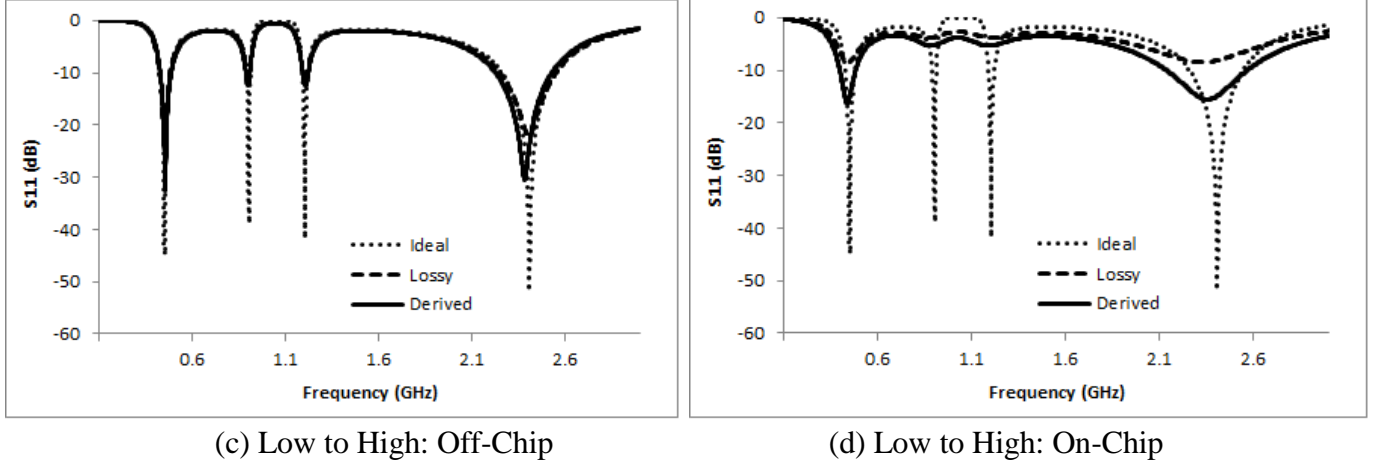 0
-10
-20
-30
-40
-50
-60
S11 (dB)
Ideal
Lossy
Derived
0.6 1.1 1.6 2.1 2.6
Frequency (GHz)
(c) Low to High: Off-Chip
0
-10
-20
-30
-40
-50
-60
S11 (dB)
Ideal
Lossy
Derived
0.6 1.1 1.6 2.1 2.6
Frequency (GHz)
(d) Low to High: On-Chip